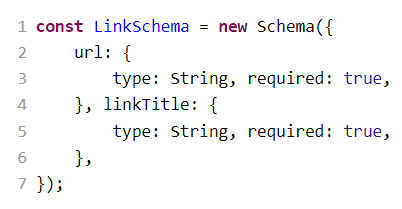 1 const LinkSchema = new Schema({
2     url: {
3         type: String, required: true,
4     }, linkTitle: {
5         type: String, required: true,
6     },
7 });